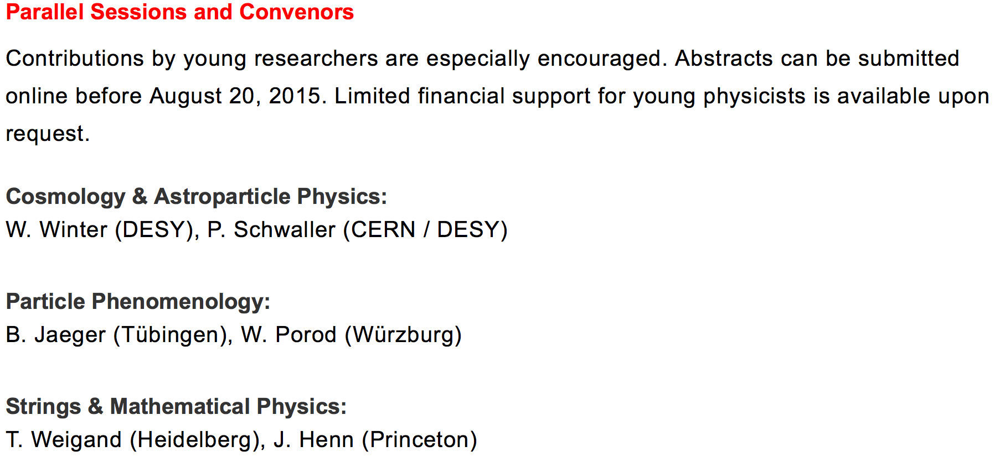 Parallel Sessions and Convenors
Contributions by young researchers are especially encouraged. Abstracts can be submitted
online before August 20, 2015. Limited financial support for young physicists is available upon
request.
Cosmology & Astroparticle Physics:
W. Winter (DESY), P. Schwaller (CERN / DESY)
Particle Phenomenology:
B. Jaeger (Tübingen), W. Porod (Würzburg)
Strings & Mathematical Physics:
T. Weigand (Heidelberg), J. Henn (Princeton)